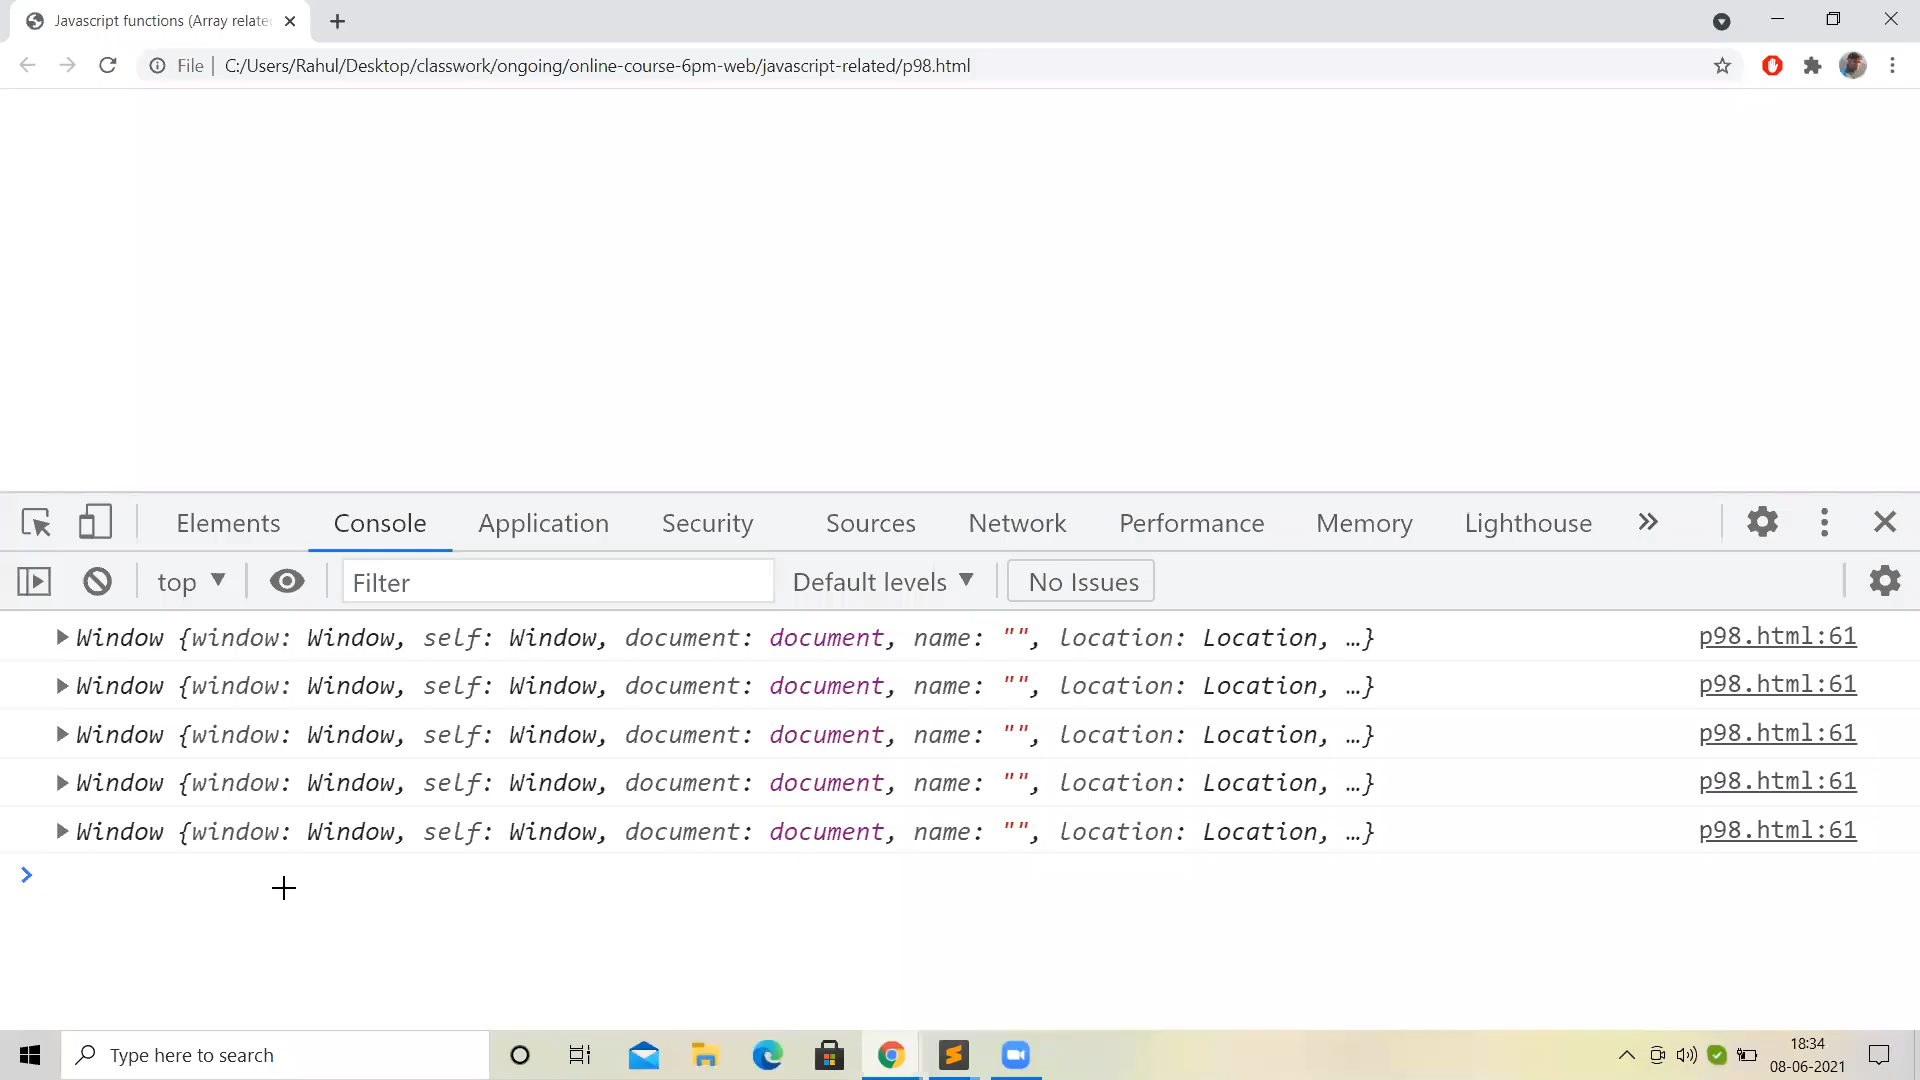 Javascript functions (Array relate
File
C:/Users/Rahul/Desktop/classwork/ongoing/online-course-6pm-web/javascript-related/p98.html
Elements Console Application Security Sources Network Performance Memory Lighthouse »
top Filter Default levels No Issues
Window {window: Window, self: Window, document: document, name: "", location: Location, …} p98.html:61
Window {window: Window, self: Window, document: document, name: "", location: Location, …} p98.html:61
Window {window: Window, self: Window, document: document, name: "", location: Location, …} p98.html:61
Window {window: Window, self: Window, document: document, name: "", location: Location, …} p98.html:61
Window {window: Window, self: Window, document: document, name: "", location: Location, …} p98.html:61
Type here to search
18:34
08-06-2021